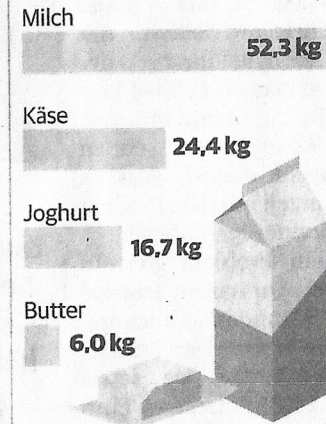 Milch
52,3 kg
Käse
24,4 kg
Joghurt
16,7 kg
Butter
6,0 kg